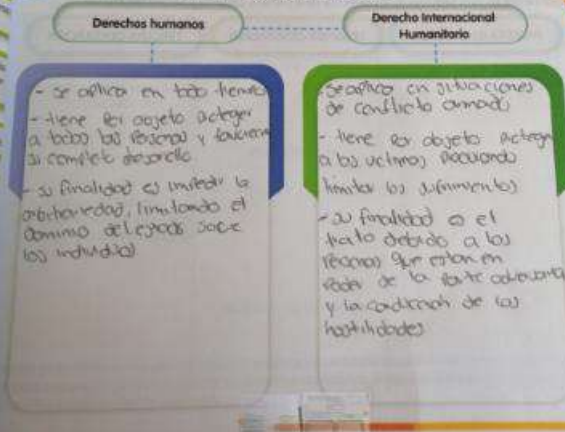 Derechos humanos
- se aplica en todo tiempo
- tiene por objeto proteger
a todos las personas y favorecer
su completo desarrollo
- su finalidad es impedir la
arbitrariedad, limitando el
dominio del estado sobre
los individuos
Derecho Internacional
Humanitario
se aplica en situaciones
de conflicto armado
- tiene por objeto proteger
a las victimas procurando
limitar los sufrimientos
- su finalidad es el
trato debido a las
personas que estan en
poder de la parte adversaria
y la conduccion de las
hostilidades